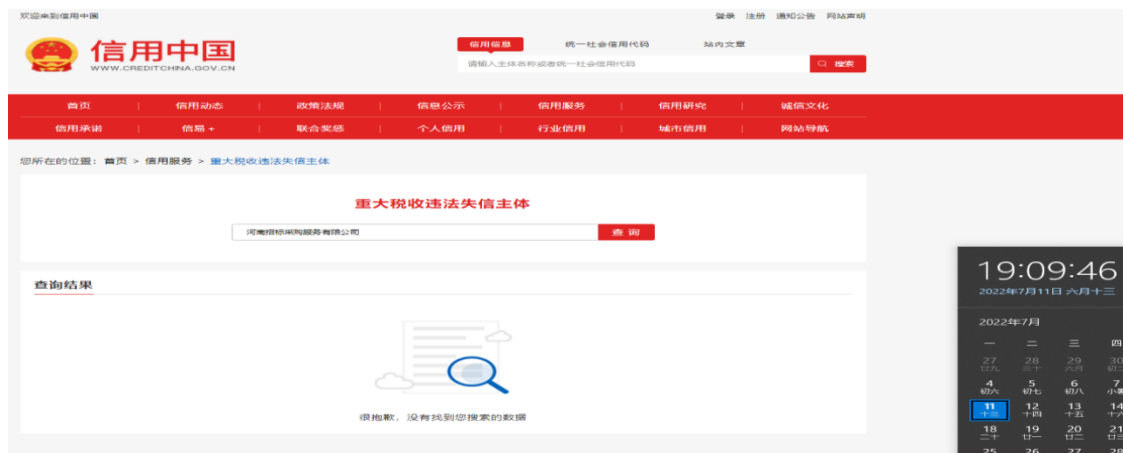 欢迎来到信用中国
登录 注册 通知公告 网站声明
信用中国
WWW.CREDITCHINA.GOV.CN
信用信息 统一社会信用代码 站内文章
请输入主体名称或者统一社会信用代码 搜索
首页 | 信用动态 | 政策法规 | 信息公示 | 信用服务 | 信用研究 | 诚信文化
信用承诺 | 信易+ | 联合奖惩 | 个人信用 | 行业信用 | 城市信用 | 网站导航
您所在的位置：首页 > 信用服务 > 重大税收违法失信主体
重大税收违法失信主体
河南招标采购服务有限公司 查询
查询结果
很抱歉，没有找到您搜索的数据
19:09:46
2022年7月11日 六月十三
2022年7月
一 二 三 四
27 28 29 30
廿九 三十 六月 初二
4 5 6 7
初六 初七 初八 小暑
11 12 13 14
十三 十四 十五 十六
18 19 20 21
二十 廿一 廿二 廿三
25 26 27 28